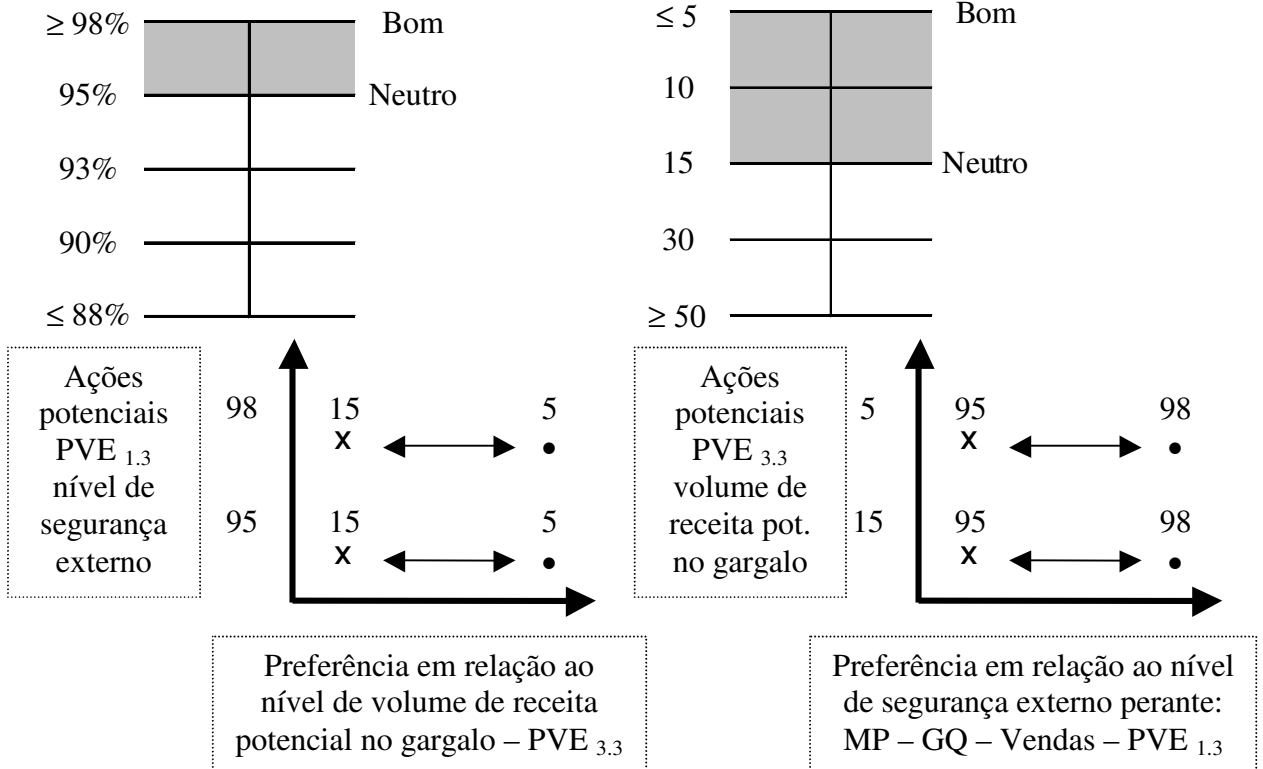 ≥ 98% Bom
95% Neutro
93%
90%
≤ 88%
≤ 5 Bom
10
15 Neutro
30
≥ 50
Ações
potenciais
PVE 1.3
nível de
segurança
externo
98 15 5
x •
95 15 5
x •
Preferência em relação ao
nível de volume de receita
potencial no gargalo – PVE 3.3
Ações
potenciais
PVE 3.3
volume de
receita pot.
no gargalo
5 95 98
x •
15 95 98
x •
Preferência em relação ao nível
de segurança externo perante:
MP – GQ – Vendas – PVE 1.3